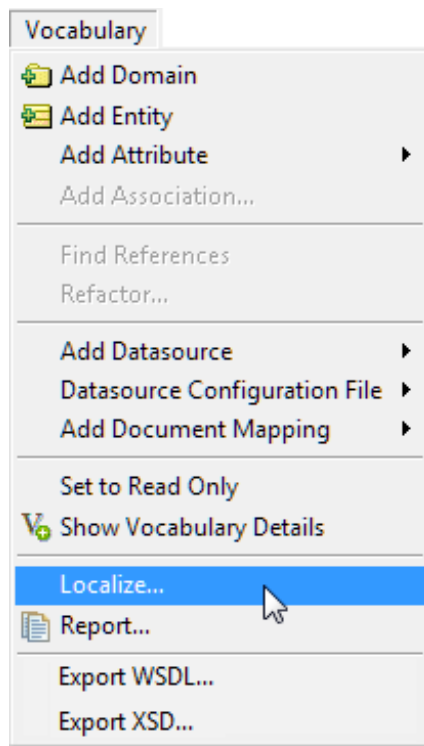 Vocabulary
Add Domain
Add Entity
Add Attribute
Add Association...
Find References
Refactor...
Add Datasource
Datasource Configuration File
Add Document Mapping
Set to Read Only
Show Vocabulary Details
Localize...
Report...
Export WSDL...
Export XSD...